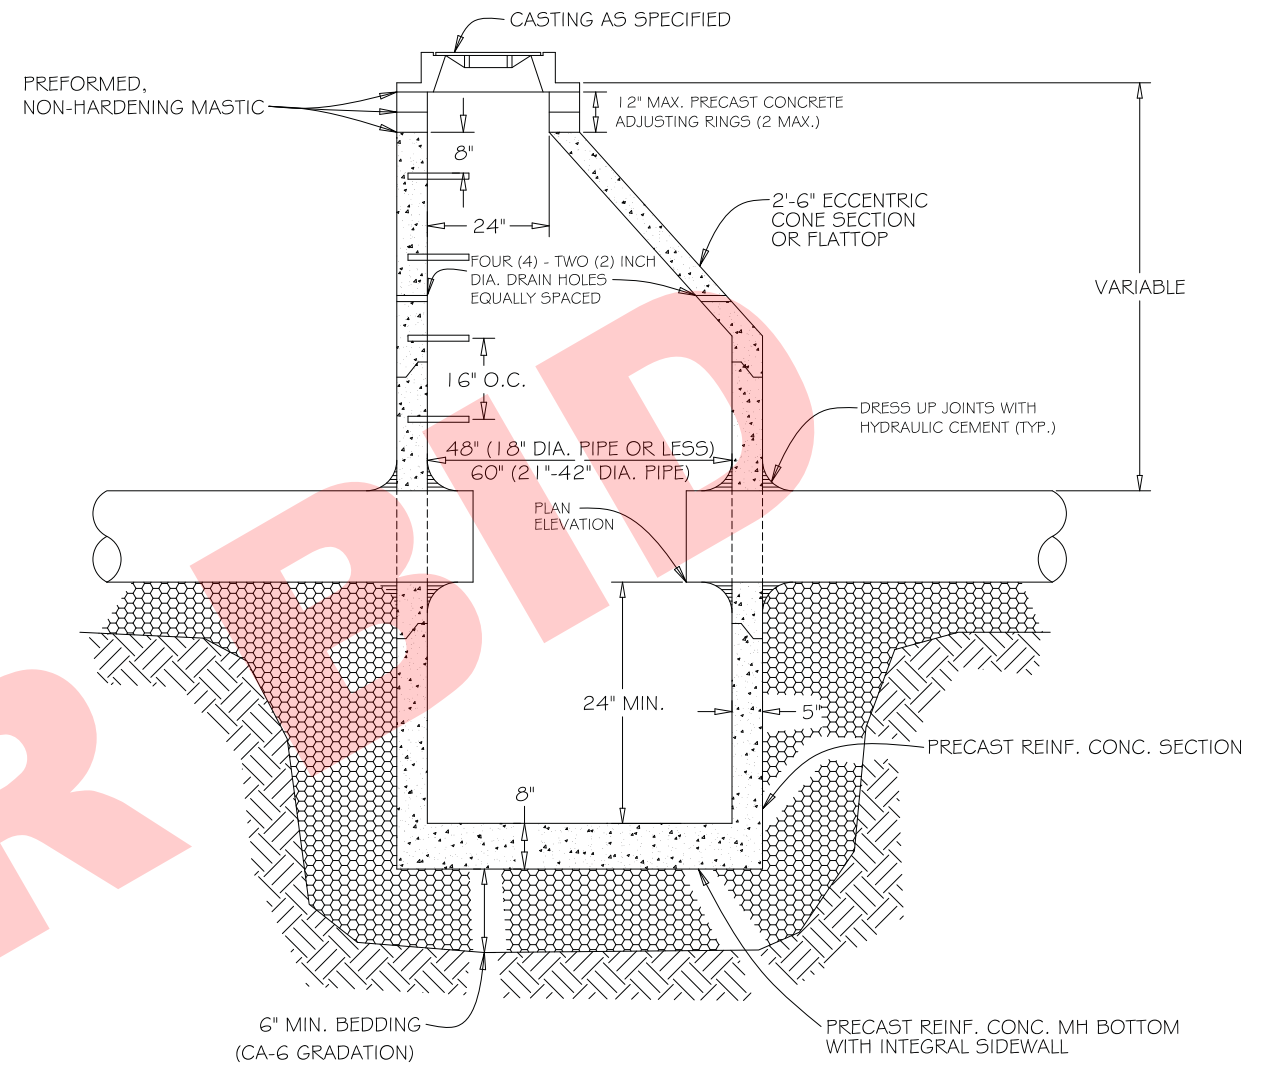 CASTING AS SPECIFIED
PREFORMED,
NON-HARDENING MASTIC
12" MAX. PRECAST CONCRETE
ADJUSTING RINGS (2 MAX.)
8"
2'-6" ECCENTRIC
CONE SECTION
OR FLATTOP
24"
FOUR (4) - TWO (2) INCH
DIA. DRAIN HOLES
EQUALLY SPACED
VARIABLE
16" O.C.
DRESS UP JOINTS WITH
HYDRAULIC CEMENT (TYP.)
48" (18" DIA. PIPE OR LESS)
60" (21"-42" DIA. PIPE)
PLAN
ELEVATION
24" MIN.
5"
PRECAST REINF. CONC. SECTION
8"
6" MIN. BEDDING
(CA-6 GRADATION)
PRECAST REINF. CONC. MH BOTTOM
WITH INTEGRAL SIDEWALL
R BID